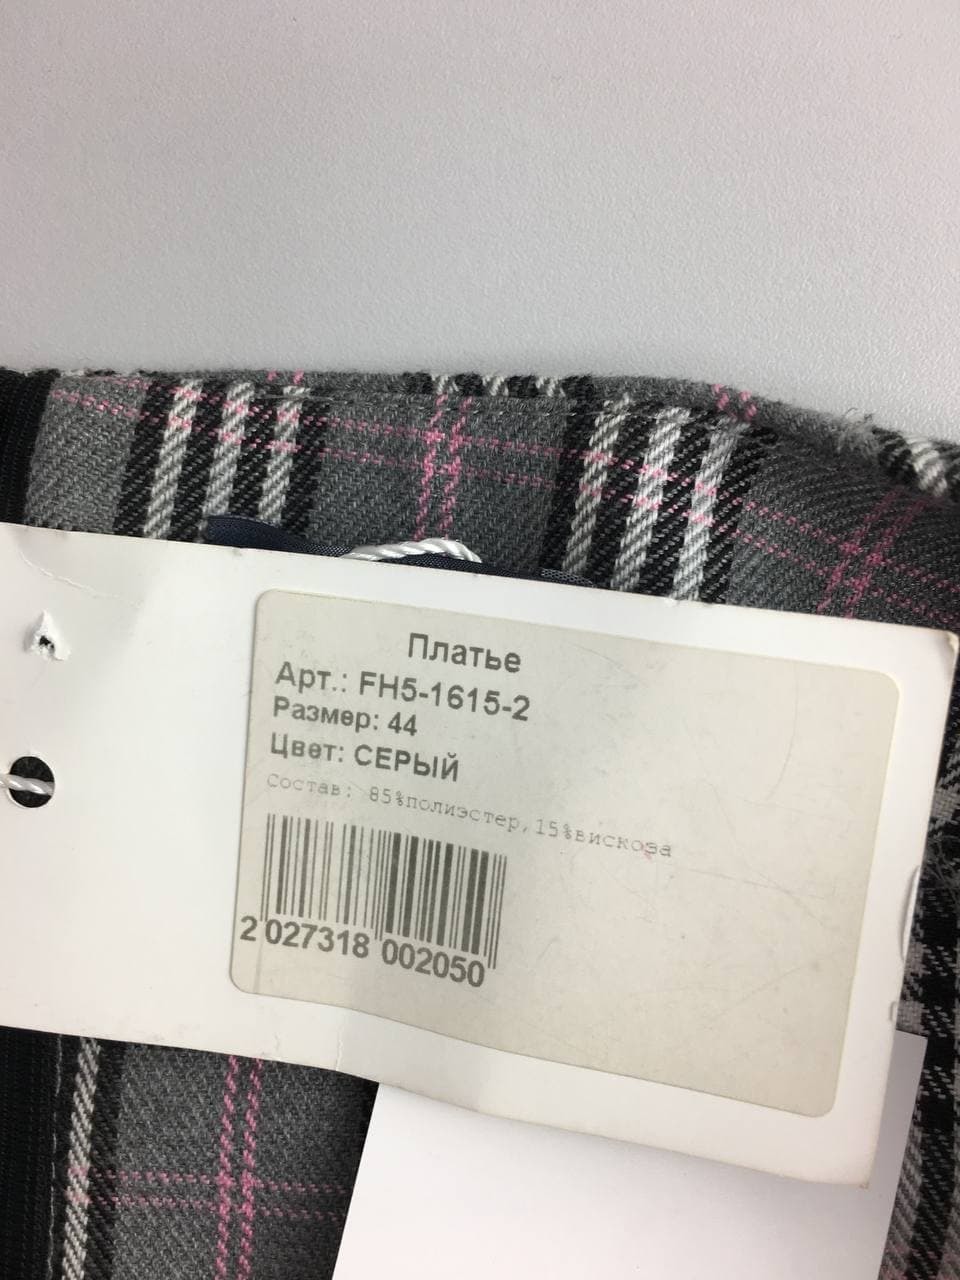 Платье
Арт.: FH5-1615-2
Размер: 44
Цвет: СЕРЫЙ
Состав: 85%полиэстер,15%вискоза
2 027318 002050